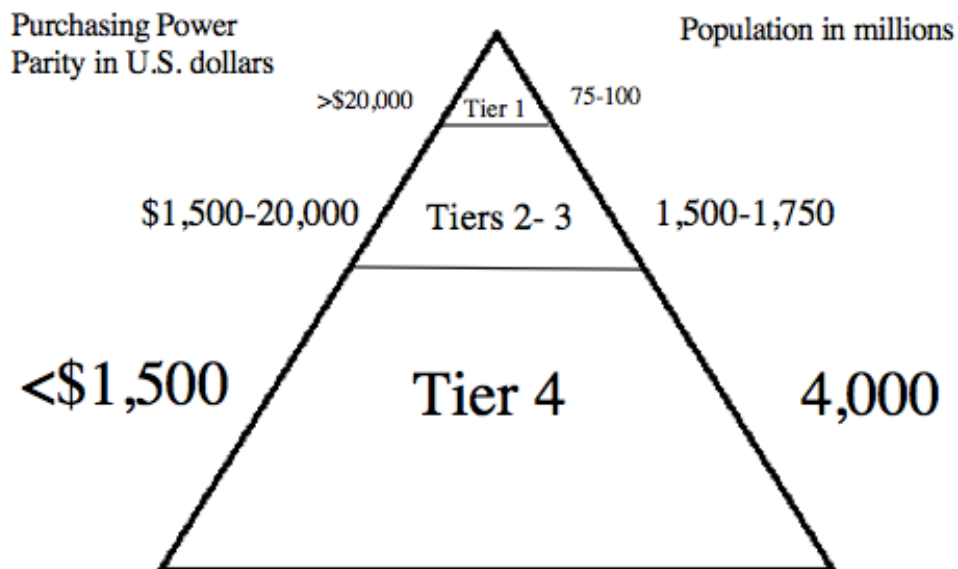 Purchasing Power
Parity in U.S. dollars
Population in millions
>$20,000
Tier 1
75-100
$1,500-20,000
Tiers 2- 3
1,500-1,750
<$1,500
Tier 4
4,000